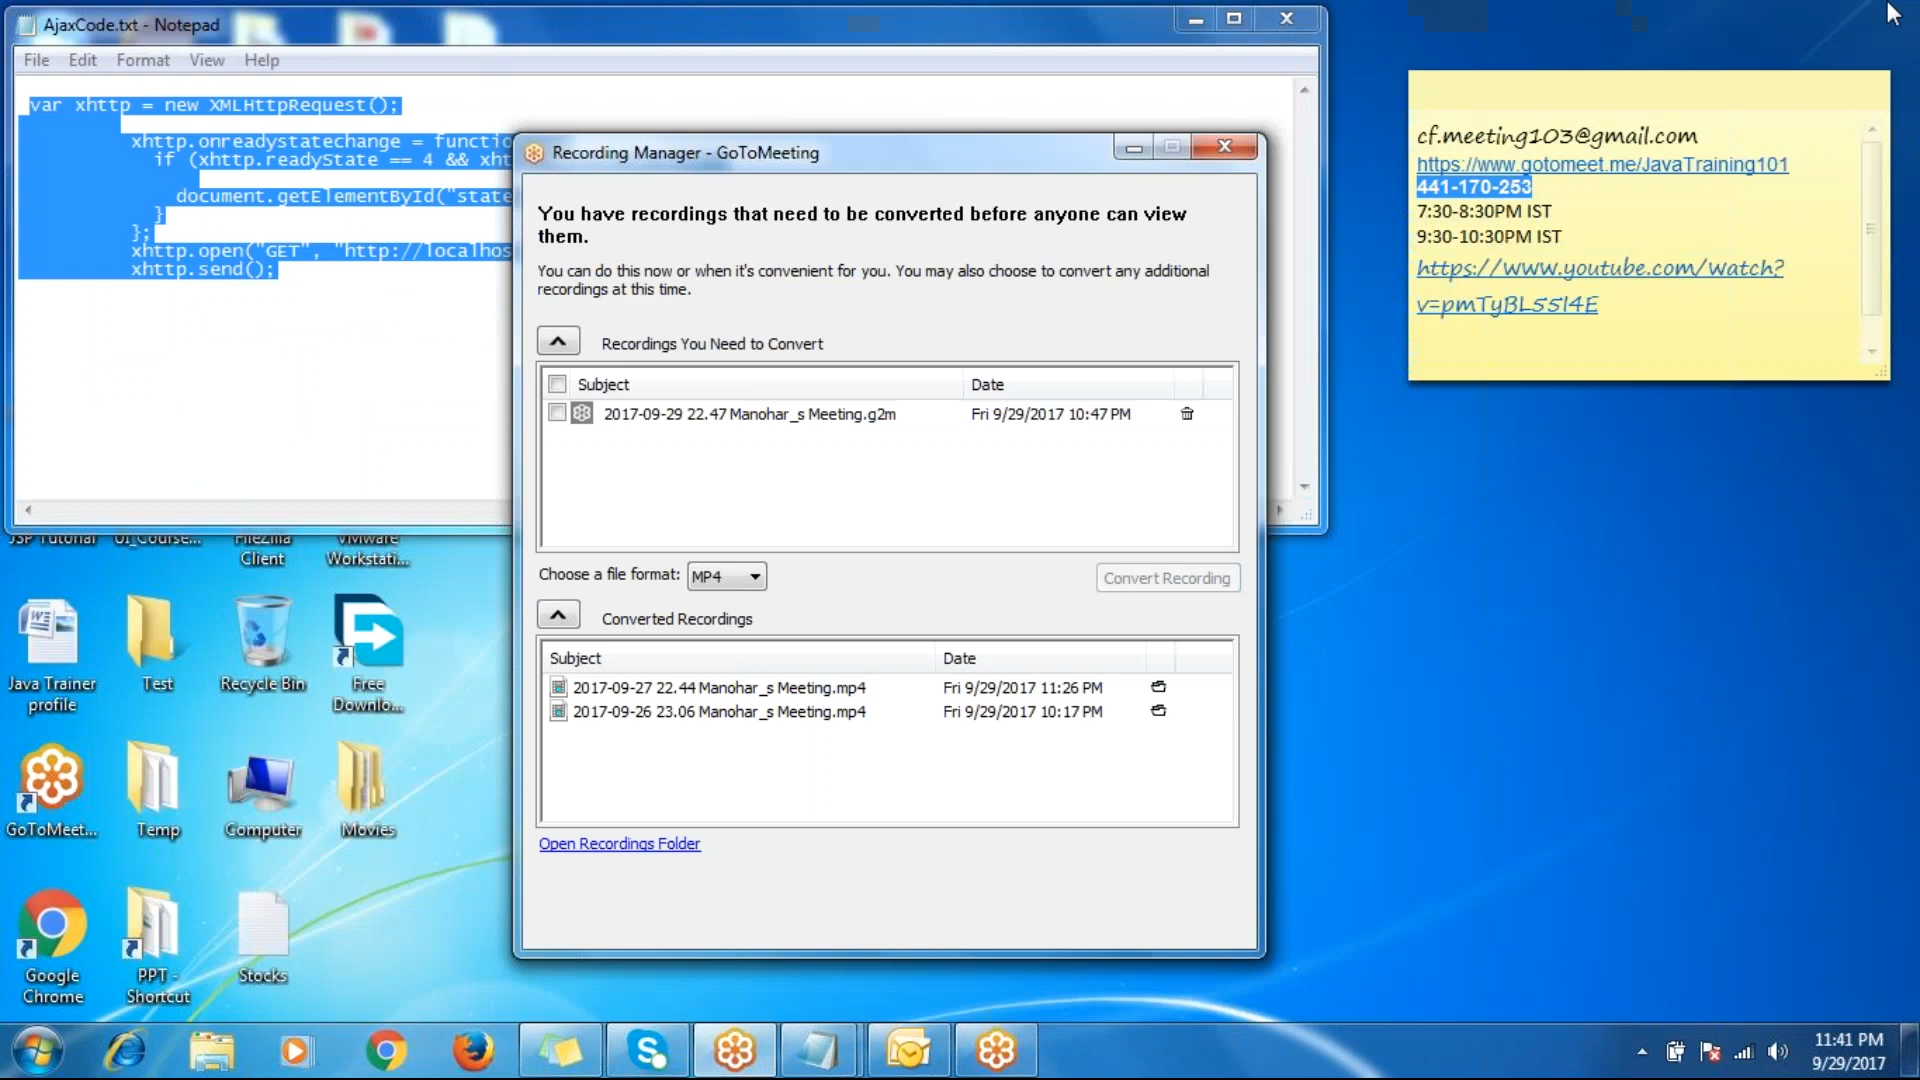 AjaxCode.txt - Notepad
File Edit Format View Help
var xhttp = new XMLHttpRequest();
xhttp.onreadystatechange = functio
if (xhttp.readyState == 4 && xht
document.getElementById("state
}
};
xhttp.open("GET", "http://localhos
xhttp.send();
Recording Manager - GoToMeeting
You have recordings that need to be converted before anyone can view
them.
You can do this now or when it's convenient for you. You may also choose to convert any additional
recordings at this time.
Recordings You Need to Convert
Subject Date
2017-09-29 22.47 Manohar_s Meeting.g2m Fri 9/29/2017 10:47 PM
Choose a file format: MP4 Convert Recording
Converted Recordings
Subject Date
2017-09-27 22.44 Manohar_s Meeting.mp4 Fri 9/29/2017 11:26 PM
2017-09-26 23.06 Manohar_s Meeting.mp4 Fri 9/29/2017 10:17 PM
Open Recordings Folder
cf.meeting103@gmail.com
https://www.gotomeet.me/JavaTraining101
441-170-253
7:30-8:30PM IST
9:30-10:30PM IST
https://www.youtube.com/watch?
v=pmTyBL55l4E
JSP Tutorial UI_Course... FileZilla
Client VMware
Workstati...
Java Trainer
profile Test Recycle Bin Free
Downlo...
GoToMeet... Temp Computer Movies
Google
Chrome PPT -
Shortcut Stocks
11:41 PM
9/29/2017